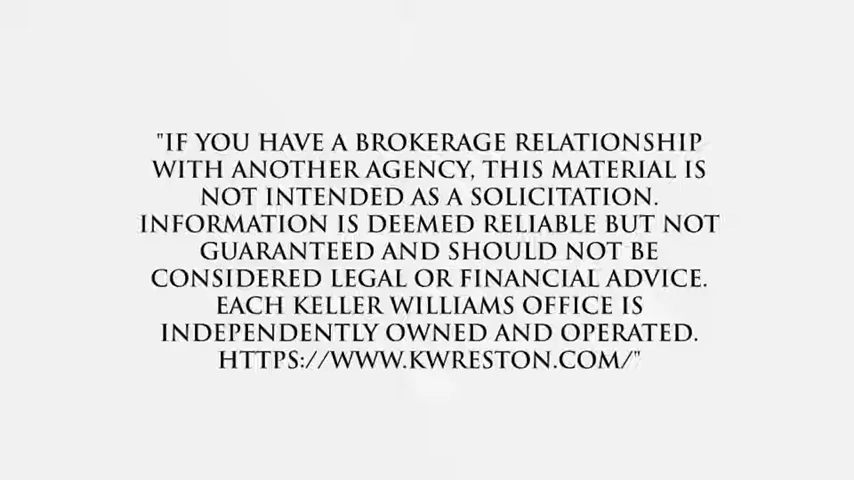 "IF YOU HAVE A BROKERAGE RELATIONSHIP
WITH ANOTHER AGENCY, THIS MATERIAL IS
NOT INTENDED AS A SOLICITATION.
INFORMATION IS DEEMED RELIABLE BUT NOT
GUARANTEED AND SHOULD NOT BE
CONSIDERED LEGAL OR FINANCIAL ADVICE.
EACH KELLER WILLIAMS OFFICE IS
INDEPENDENTLY OWNED AND OPERATED.
HTTPS://WWW.KWRESTON.COM/"